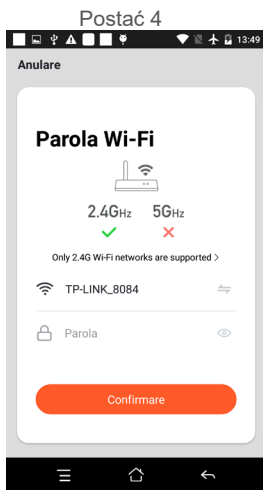 Postać 4
13:49
Anulare
Parola Wi-Fi
2.4GHz 5GHz
Only 2.4G Wi-Fi networks are supported >
TP-LINK_8084
Parola
Confirmare